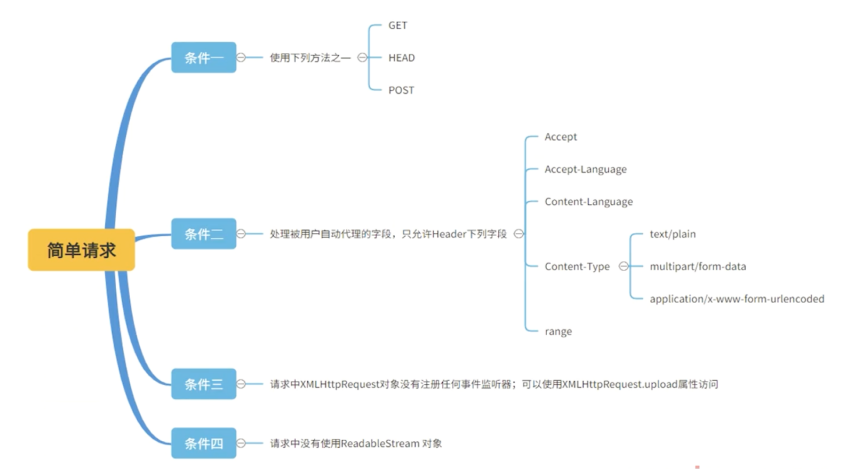 简单请求
条件一
使用下列方法之一
GET
HEAD
POST
条件二
处理被用户自动代理的字段，只允许Header下列字段
Accept
Accept-Language
Content-Language
Content-Type
text/plain
multipart/form-data
application/x-www-form-urlencoded
range
条件三
请求中XMLHttpRequest对象没有注册任何事件监听器；可以使用XMLHttpRequest.upload属性访问
条件四
请求中没有使用ReadableStream 对象